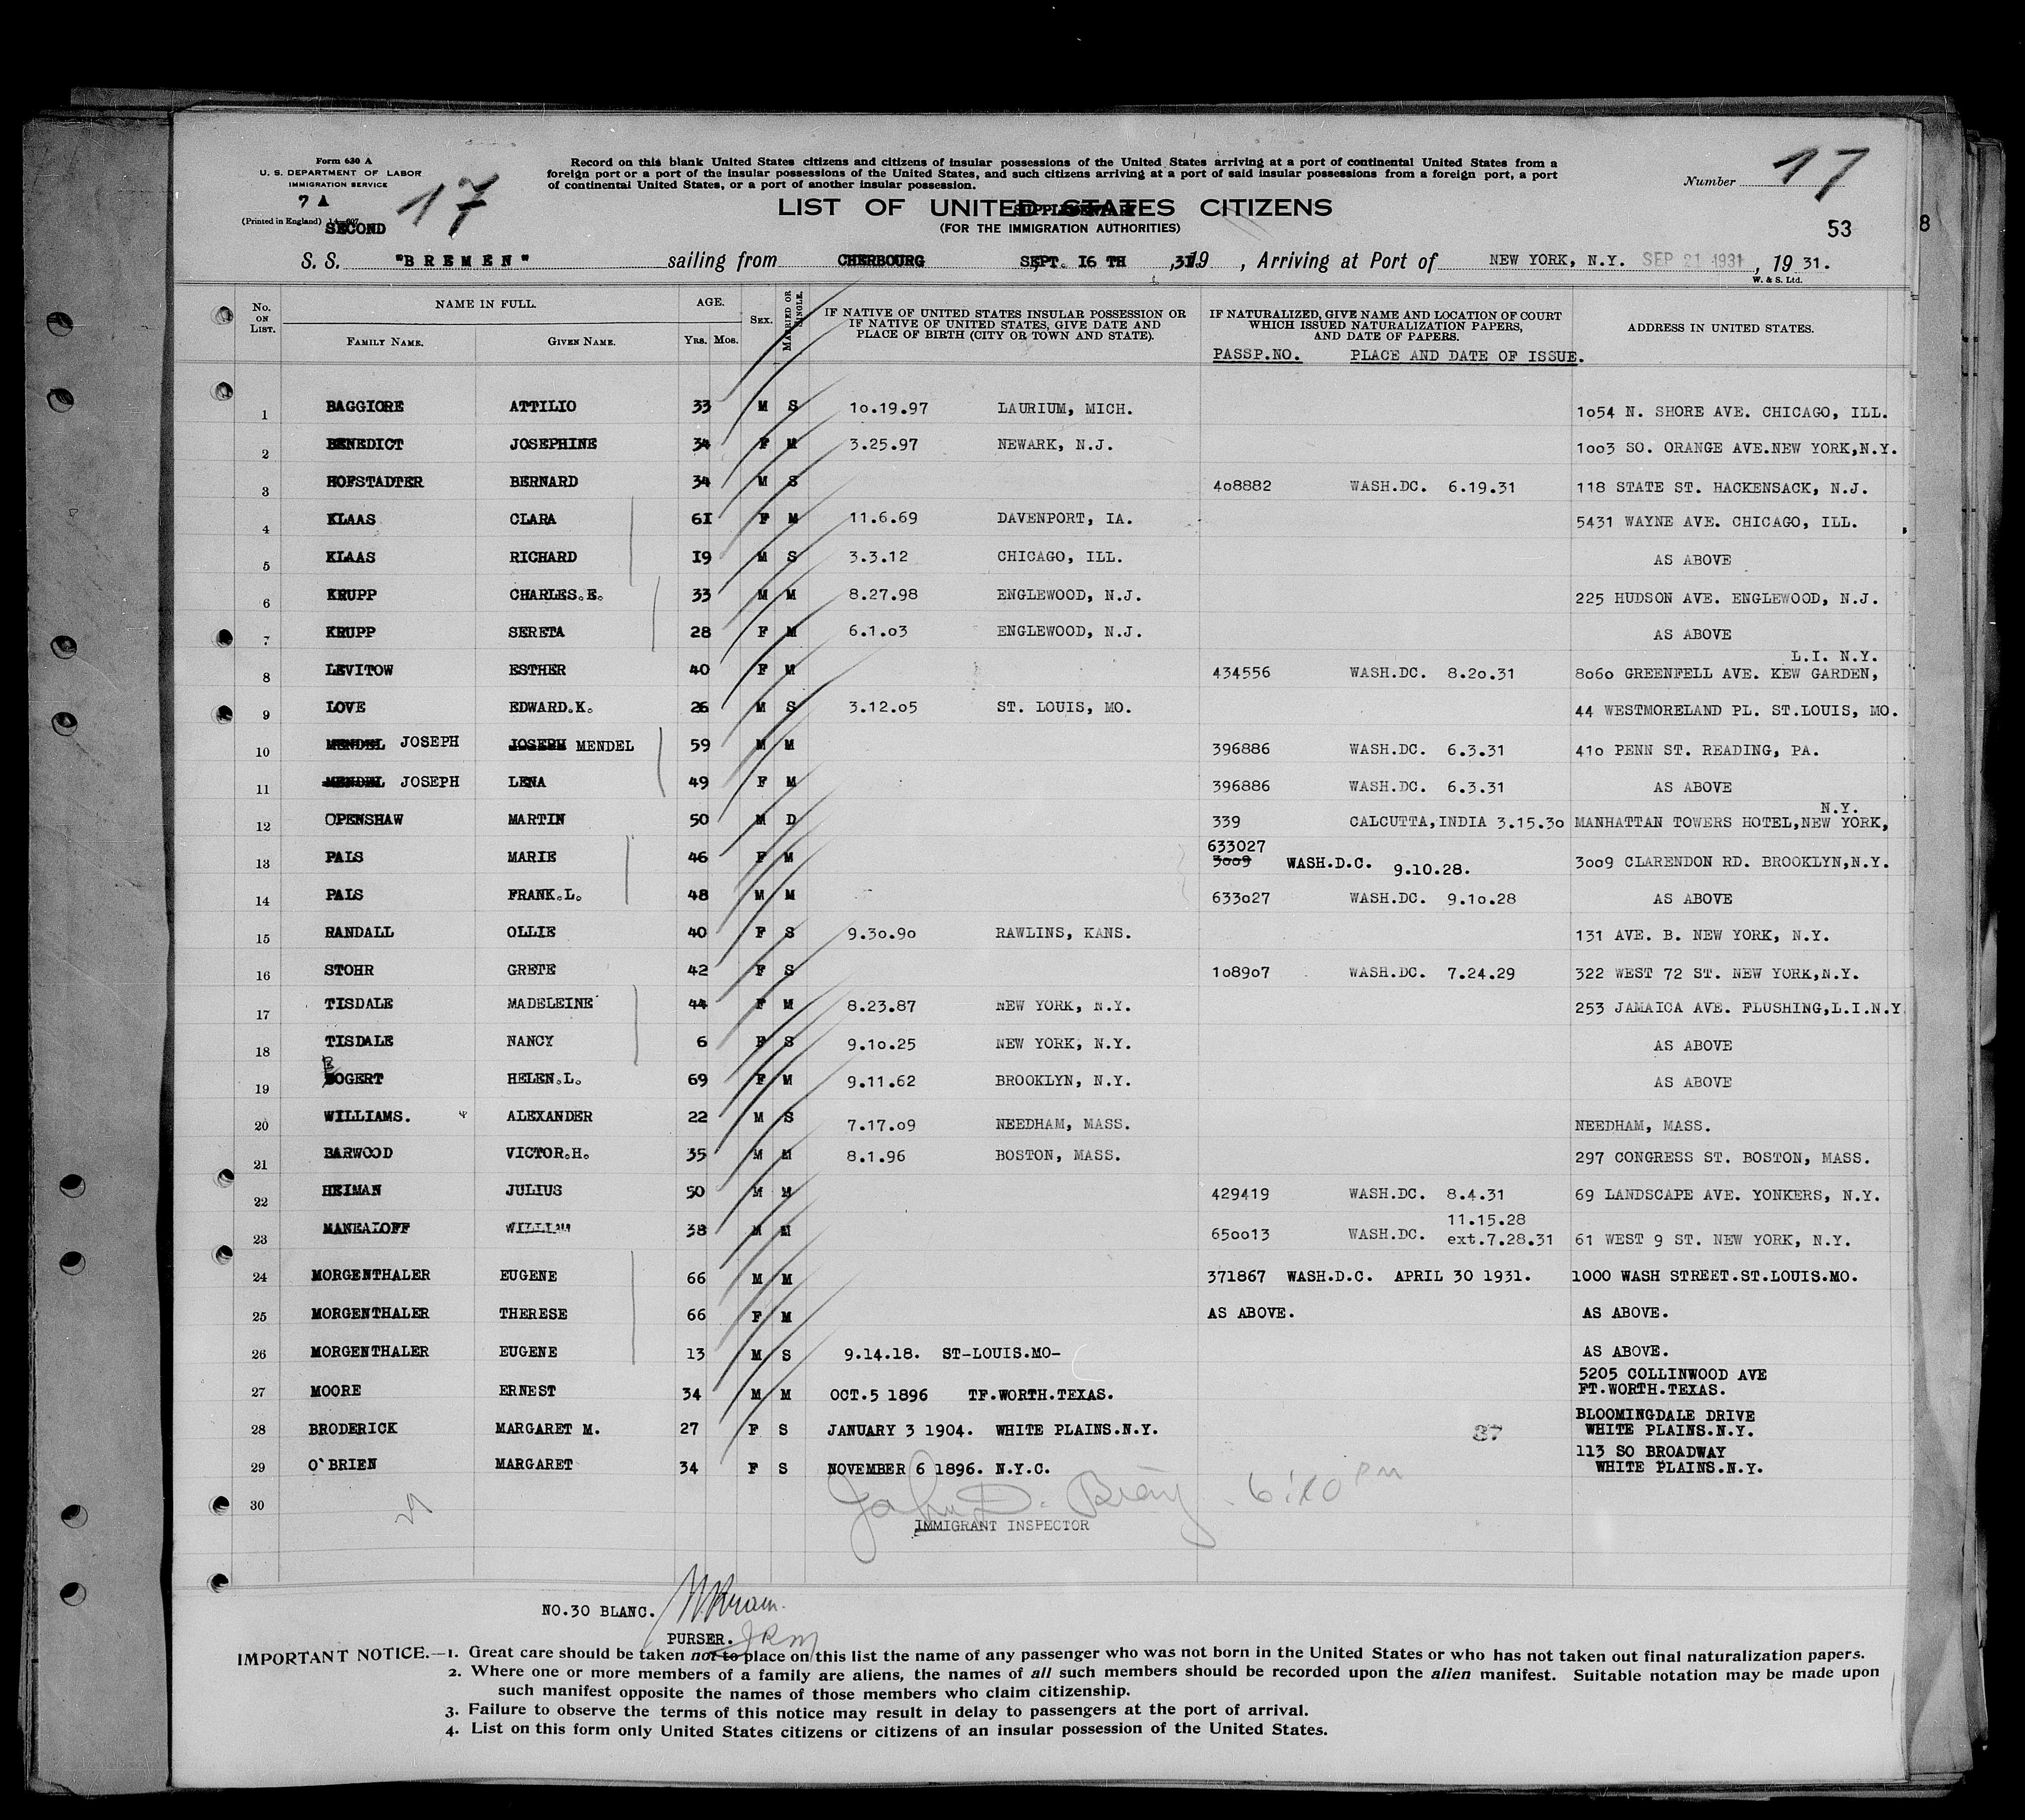 Form 630 A
U. S. DEPARTMENT OF LABOR
IMMIGRATION SERVICE
7 A
(Printed in England) 14—607
SECOND
17
Record on this blank United States citizens and citizens of insular possessions of the United States arriving at a port of continental United States from a
foreign port or a port of the insular possessions of the United States, and such citizens arriving at a port of said insular possessions from a foreign port, a port
of continental United States, or a port of another insular possession.
Number 17
LIST OF UNITED STATES CITIZENS
SUPPLEMENTARY
(FOR THE IMMIGRATION AUTHORITIES)
53
8
S. S. "BREMEN" sailing from CHERBOURG SEPT. 16 TH , 31 19 , Arriving at Port of NEW YORK, N.Y. SEP 21 1931 , 19 31.
W. & S. Ltd.
No. ON LIST. NAME IN FULL. FAMILY NAME. GIVEN NAME. AGE. YRS. MOS. SEX. MARRIED OR SINGLE. IF NATIVE OF UNITED STATES INSULAR POSSESSION OR IF NATIVE OF UNITED STATES, GIVE DATE AND PLACE OF BIRTH (CITY OR TOWN AND STATE). IF NATURALIZED, GIVE NAME AND LOCATION OF COURT WHICH ISSUED NATURALIZATION PAPERS, AND DATE OF PAPERS. ADDRESS IN UNITED STATES.
PASSP.NO. PLACE AND DATE OF ISSUE.
1 BAGGIORE ATTILIO 33 M S 10.19.97 LAURIUM, MICH. 1054 N. SHORE AVE. CHICAGO, ILL.
2 BENEDICT JOSEPHINE 34 F M 3.25.97 NEWARK, N.J. 1003 SO. ORANGE AVE.NEW YORK,N.Y.
3 HOFSTADTER BERNARD 34 M S 408882 WASH.DC. 6.19.31 118 STATE ST. HACKENSACK, N.J.
4 KLAAS CLARA 61 F M 11.6.69 DAVENPORT, IA. 5431 WAYNE AVE. CHICAGO, ILL.
5 KLAAS RICHARD 19 M S 3.3.12 CHICAGO, ILL. AS ABOVE
6 KRUPP CHARLES.E. 33 M M 8.27.98 ENGLEWOOD, N.J. 225 HUDSON AVE. ENGLEWOOD, N.J.
7 KRUPP SERETA 28 F M 6.1.03 ENGLEWOOD, N.J. AS ABOVE
L.I. N.Y.
8 LEVITOW ESTHER 40 F M 434556 WASH.DC. 8.20.31 8060 GREENFELL AVE. KEW GARDEN,
9 LOVE EDWARD.K. 26 M S 3.12.05 ST. LOUIS, MO. 44 WESTMORELAND PL. ST.LOUIS, MO.
10 MENDEL JOSEPH JOSEPH MENDEL 59 M M 396886 WASH.DC. 6.3.31 410 PENN ST. READING, PA.
11 MENDEL JOSEPH LENA 49 F M 396886 WASH.DC. 6.3.31 AS ABOVE
N.Y.
12 OPENSHAW MARTIN 50 M D 339 CALCUTTA,INDIA 3.15.30 MANHATTAN TOWERS HOTEL,NEW YORK,
633027
13 PALS MARIE 46 F M 3009 WASH.D.C. 9.10.28. 3009 CLARENDON RD. BROOKLYN,N.Y.
14 PALS FRANK.L. 48 M M 633027 WASH.DC. 9.10.28 AS ABOVE
15 RANDALL OLLIE 40 F S 9.30.90 RAWLINS, KANS. 131 AVE. B. NEW YORK, N.Y.
16 STOHR GRETE 42 F S 108907 WASH.DC. 7.24.29 322 WEST 72 ST. NEW YORK,N.Y.
17 TISDALE MADELEINE 44 F M 8.23.87 NEW YORK, N.Y. 253 JAMAICA AVE. FLUSHING,L.I.N.Y
18 TISDALE NANCY 6 F S 9.10.25 NEW YORK, N.Y. AS ABOVE
19 BOGERT HELEN.L. 69 F M 9.11.62 BROOKLYN, N.Y. AS ABOVE
20 WILLIAMS. ALEXANDER 22 M S 7.17.09 NEEDHAM, MASS. NEEDHAM, MASS.
21 BARWOOD VICTOR.H. 35 M M 8.1.96 BOSTON, MASS. 297 CONGRESS ST. BOSTON, MASS.
22 HEIMAN JULIUS 50 M M 429419 WASH.DC. 8.4.31 69 LANDSCAPE AVE. YONKERS, N.Y.
11.15.28
23 MANEALOFF WILLIAM 38 M M 650013 WASH.DC. ext.7.28.31 61 WEST 9 ST. NEW YORK, N.Y.
24 MORGENTHALER EUGENE 66 M M 371867 WASH.D.C. APRIL 30 1931. 1000 WASH STREET.ST.LOUIS.MO.
25 MORGENTHALER THERESE 66 F M AS ABOVE. AS ABOVE.
26 MORGENTHALER EUGENE 13 M S 9.14.18. ST-LOUIS.MO- AS ABOVE.
5205 COLLINWOOD AVE
27 MOORE ERNEST 34 M M OCT.5 1896 TF.WORTH.TEXAS. FT.WORTH.TEXAS.
BLOOMINGDALE DRIVE
28 BRODERICK MARGARET M. 27 F S JANUARY 3 1904. WHITE PLAINS.N.Y. 37 WHITE PLAINS.N.Y.
113 SO BROADWAY
29 O`BRIEN MARGARET 34 F S NOVEMBER 6 1896. N.Y.C. WHITE PLAINS.N.Y.
30
John D. 6:20 PM
IMMIGRANT INSPECTOR
NO.30 BLANC.
PURSER.
IMPORTANT NOTICE.—1. Great care should be taken not to place on this list the name of any passenger who was not born in the United States or who has not taken out final naturalization papers.
2. Where one or more members of a family are aliens, the names of all such members should be recorded upon the alien manifest. Suitable notation may be made upon
such manifest opposite the names of those members who claim citizenship.
3. Failure to observe the terms of this notice may result in delay to passengers at the port of arrival.
4. List on this form only United States citizens or citizens of an insular possession of the United States.